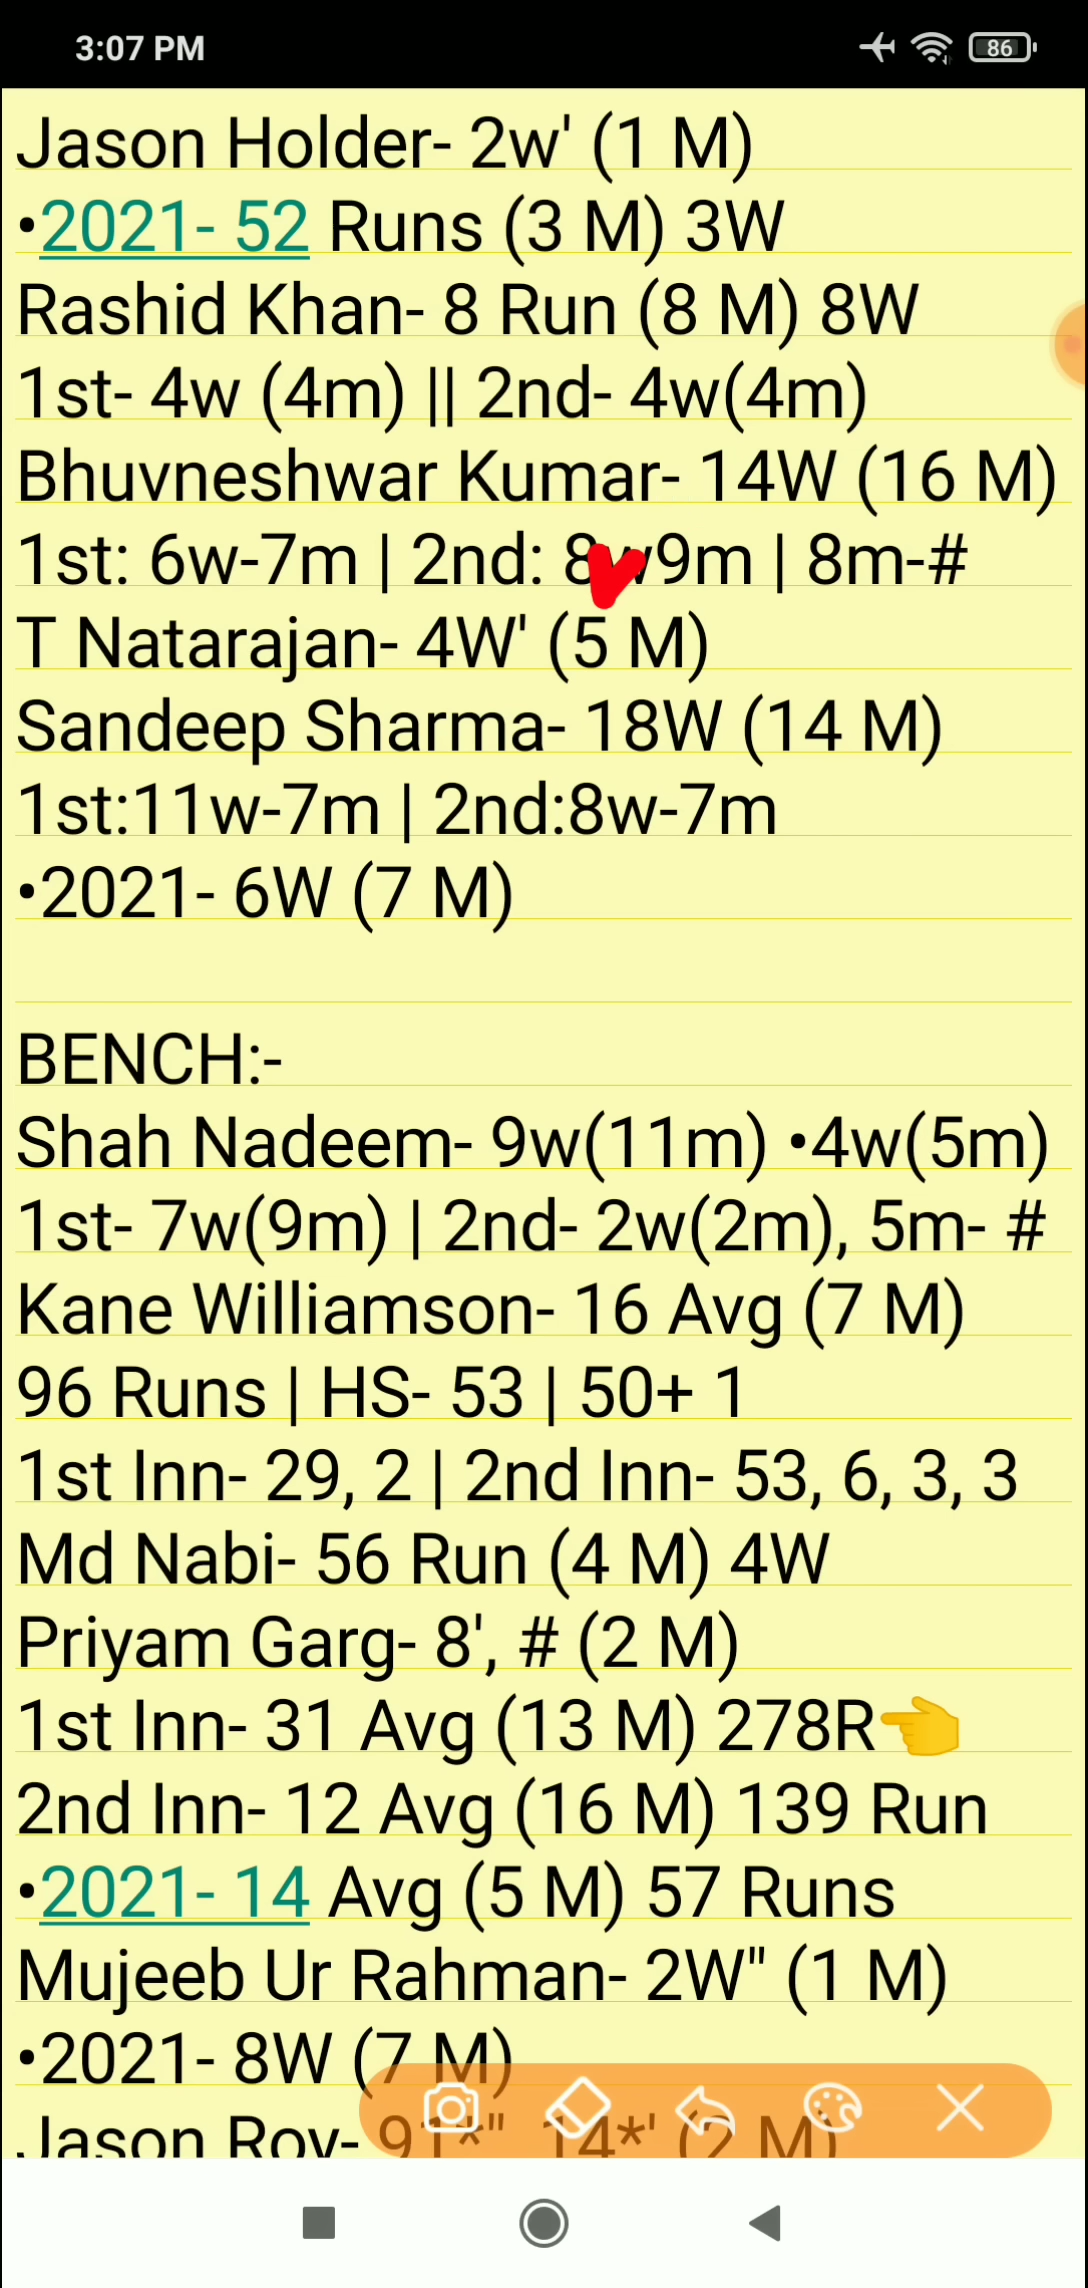 3:07 PM
86
Jason Holder- 2w' (1 M)
•2021- 52 Runs (3 M) 3W
Rashid Khan- 8 Run (8 M) 8W
1st- 4w (4m) || 2nd- 4w(4m)
Bhuvneshwar Kumar- 14W (16 M)
1st: 6w-7m | 2nd: 8w9m | 8m-#
T Natarajan- 4W' (5 M)
Sandeep Sharma- 18W (14 M)
1st:11w-7m | 2nd:8w-7m
•2021- 6W (7 M)
BENCH:-
Shah Nadeem- 9w(11m) •4w(5m)
1st- 7w(9m) | 2nd- 2w(2m), 5m- #
Kane Williamson- 16 Avg (7 M)
96 Runs | HS- 53 | 50+ 1
1st Inn- 29, 2 | 2nd Inn- 53, 6, 3, 3
Md Nabi- 56 Run (4 M) 4W
Priyam Garg- 8', # (2 M)
1st Inn- 31 Avg (13 M) 278R👈
2nd Inn- 12 Avg (16 M) 139 Run
•2021- 14 Avg (5 M) 57 Runs
Mujeeb Ur Rahman- 2W" (1 M)
•2021- 8W (7 M)
Jason Roy- 91*" 14*' (2 M)